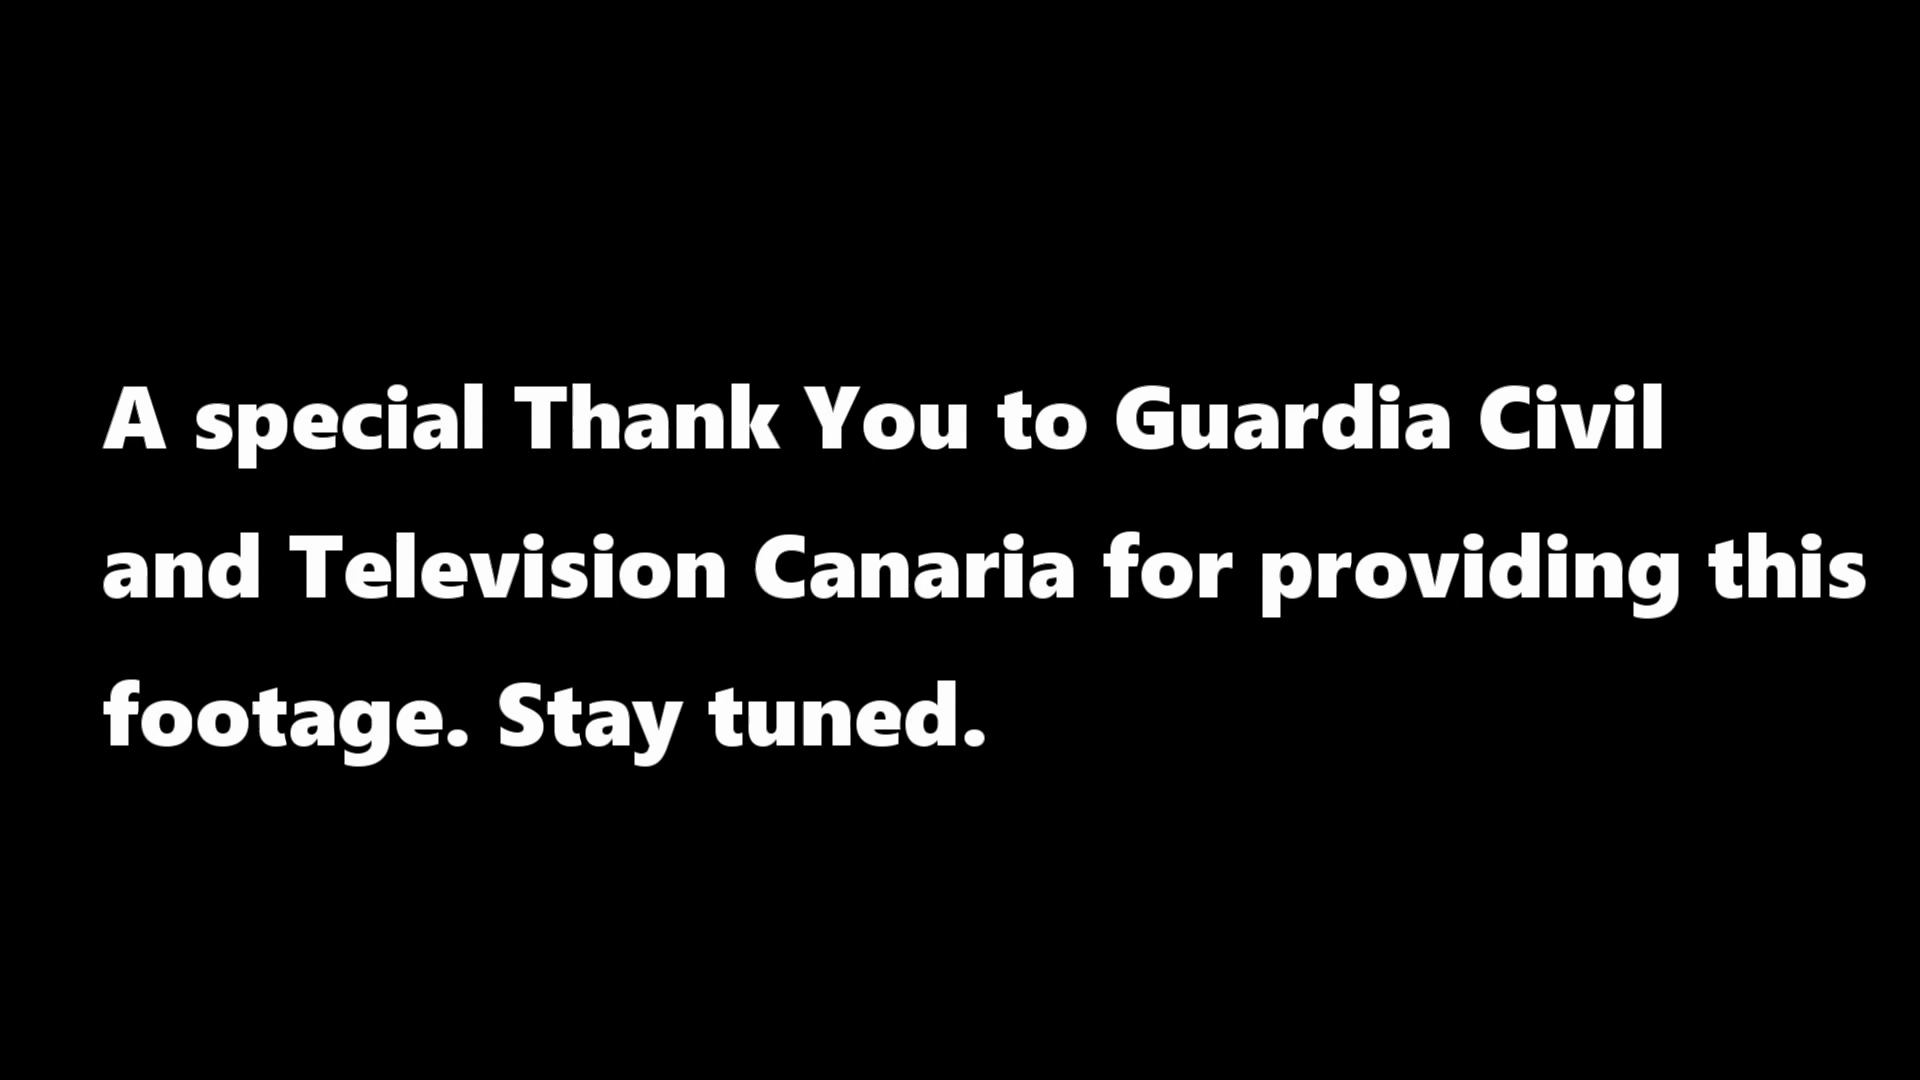 A special Thank You to Guardia Civil
and Television Canaria for providing this
footage. Stay tuned.